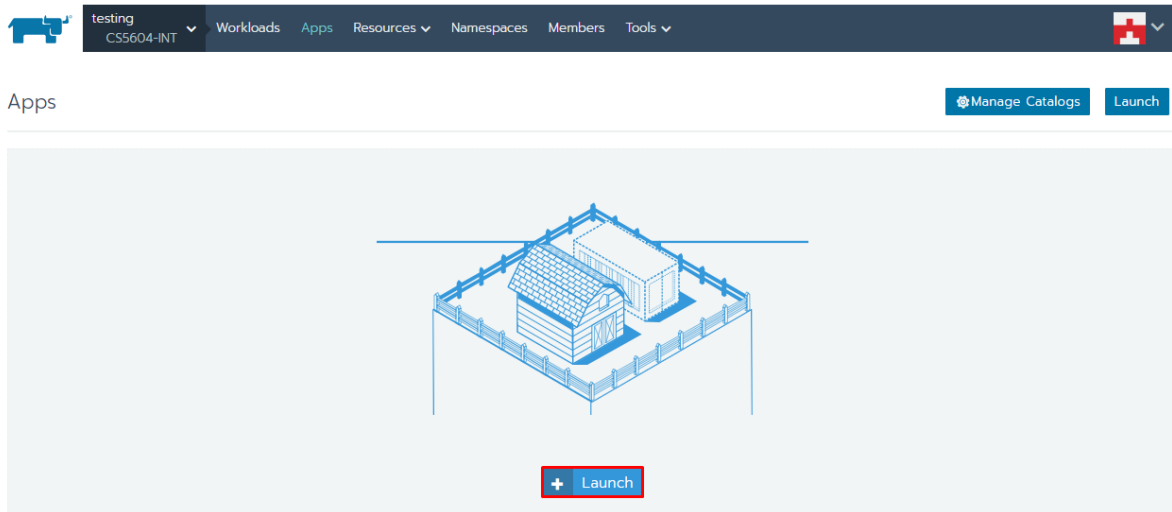 testing
CS5604-INT
Workloads Apps Resources Namespaces Members Tools
Apps
Manage Catalogs Launch
+ Launch